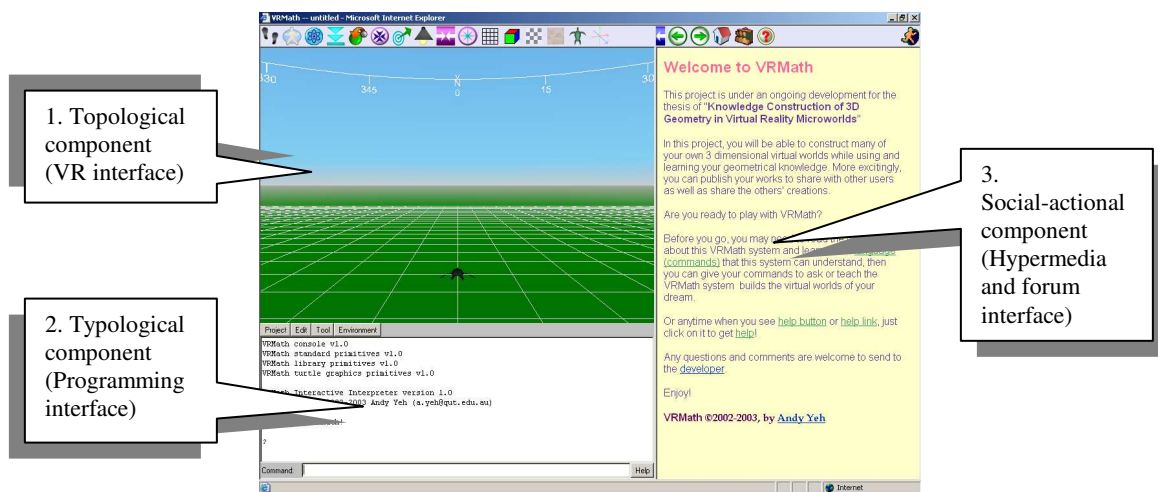 VRMath -- untitled - Microsoft Internet Explorer
330
345
N
0
15
30
1. Topological
component
(VR interface)
2. Typological
component
(Programming
interface)
Project Edit Tool Environment
VRMath console v1.0
VRMath standard primitives v1.0
VRMath library primitives v1.0
VRMath turtle graphics primitives v1.0
Interactive Interpreter version 1.0
-2003 Andy Yeh (a.yeh@qut.edu.au)
?
Command: Help
Welcome to VRMath
This project is under an ongoing development for the
thesis of "Knowledge Construction of 3D
Geometry in Virtual Reality Microworlds"
In this project, you will be able to construct many of
your own 3 dimensional virtual worlds while using and
learning your geometrical knowledge. More excitingly,
you can publish your works to share with other users
as well as share the others' creations.
Are you ready to play with VRMath?
Before you go, you may
about this VRMath system and
(commands) that this system can understand, then
you can give your commands to ask or teach the
VRMath system builds the virtual worlds of your
dream.
Or anytime when you see help button or help link, just
click on it to get help!
Any questions and comments are welcome to send to
the developer.
Enjoy!
VRMath ©2002-2003, by Andy Yeh
3.
Social-actional
component
(Hypermedia
and forum
interface)
Internet